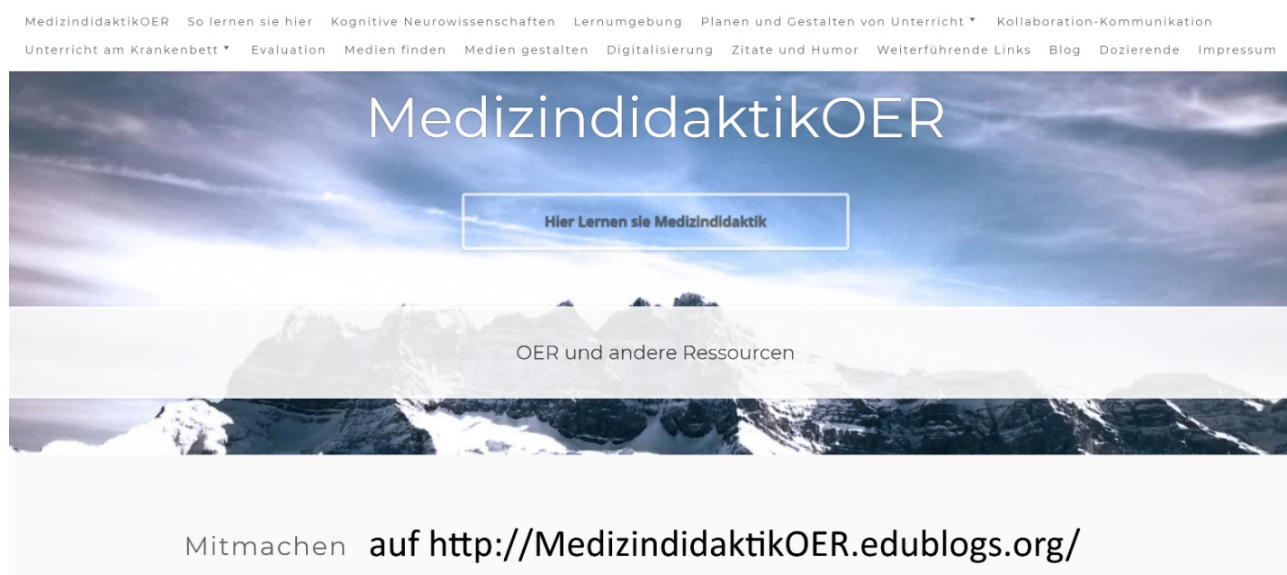 MedizindidaktikOER So lernen sie hier Kognitive Neurowissenschaften Lernumgebung Planen und Gestalten von Unterricht ▾ Kollaboration-Kommunikation
Unterricht am Krankenbett ▾ Evaluation Medien finden Medien gestalten Digitalisierung Zitate und Humor Weiterführende Links Blog Dozierende Impressum
MedizindidaktikOER
Hier Lernen sie Medizindidaktik
OER und andere Ressourcen
Mitmachen auf http://MedizindidaktikOER.edublogs.org/